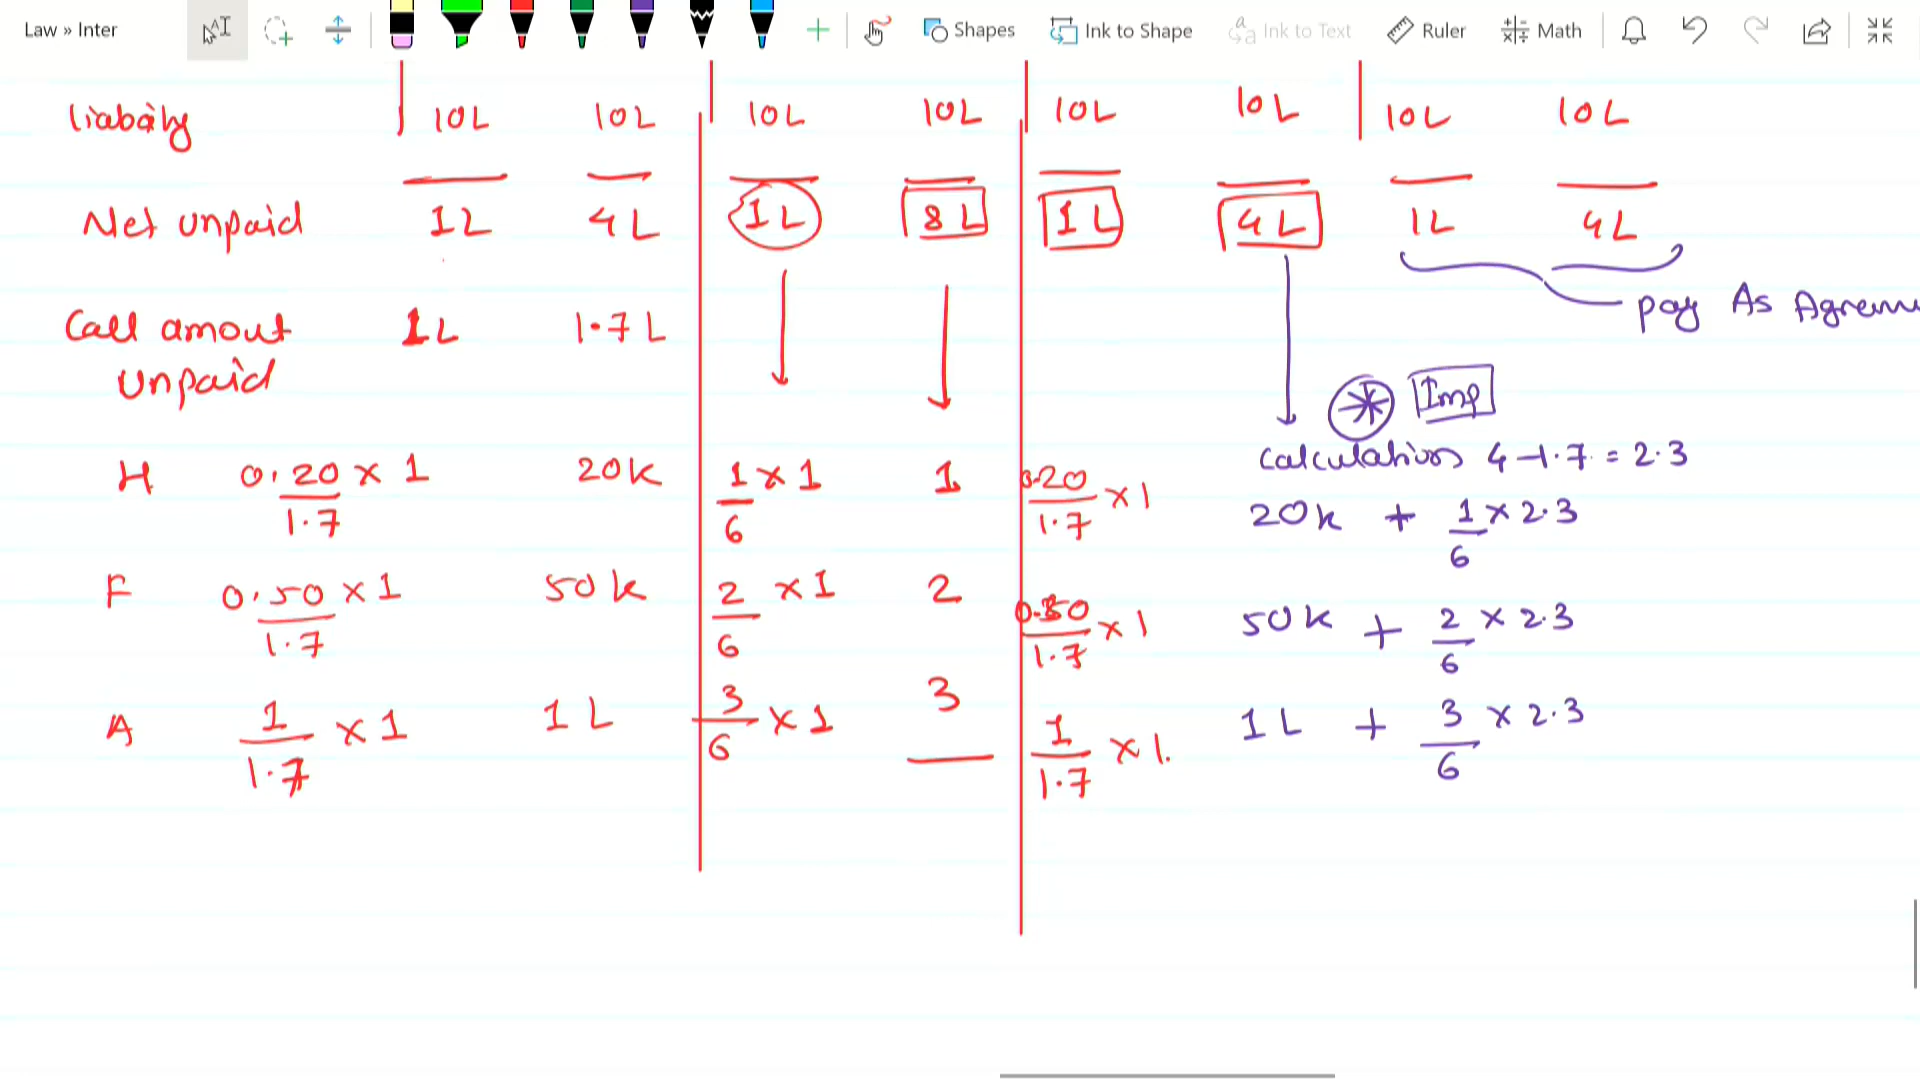 Law » Inter Shapes Ink to Shape Ink to Text Ruler Math
liability 10L 10L 10L 10L 10L 10L 10L 10L
Net unpaid 1L 4L 1L 8L 1L 4L 1L 4L
pay As Agreem
Call amout 1L 1.7L
unpaid
Imp
Calculations 4-1.7 = 2.3
H 0.20/1.7 x 1 20k 1/6 x 1 1 0.20/1.7 x 1 20k + 1/6 x 2.3
F 0.50/1.7 x 1 50k 2/6 x 1 2 0.50/1.7 x 1 50k + 2/6 x 2.3
A 1/1.7 x 1 1L 3/6 x 1 3 1/1.7 x 1. 1L + 3/6 x 2.3